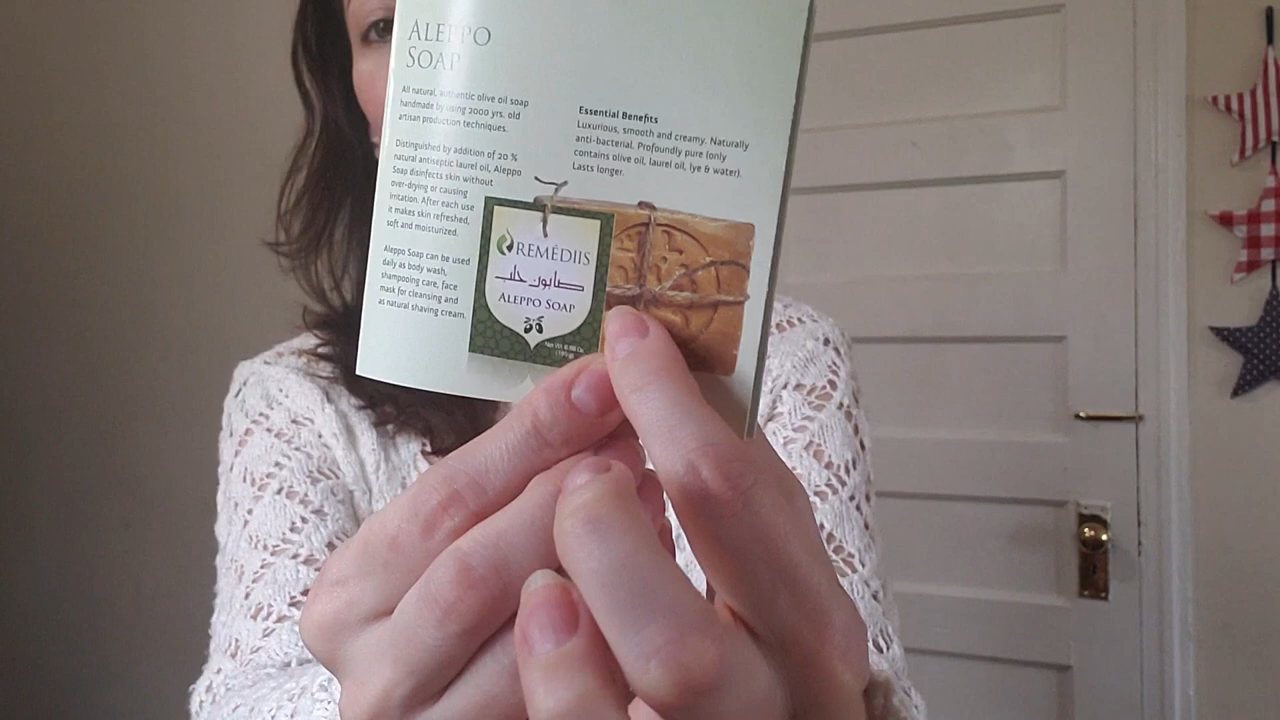 ALEPPO
SOAP
All natural, authentic olive oil soap
handmade by using 2000 yrs. old
artisan production techniques.
Distinguished by addition of 20 %
natural antiseptic laurel oil, Aleppo
Soap disinfects skin without
over-drying or causing
irritation. After each use
it makes skin refreshed,
soft and moisturized.
Aleppo Soap can be used
daily as body wash,
shampooing care, face
mask for cleansing and
as natural shaving cream.
Essential Benefits
Luxurious, smooth and creamy. Naturally
anti-bacterial, Profoundly pure (only
contains olive oil, laurel oil, lye & water).
Lasts longer.
REMÉDIIS
صابون حلب
ALEPPO SOAP
Net Wt.